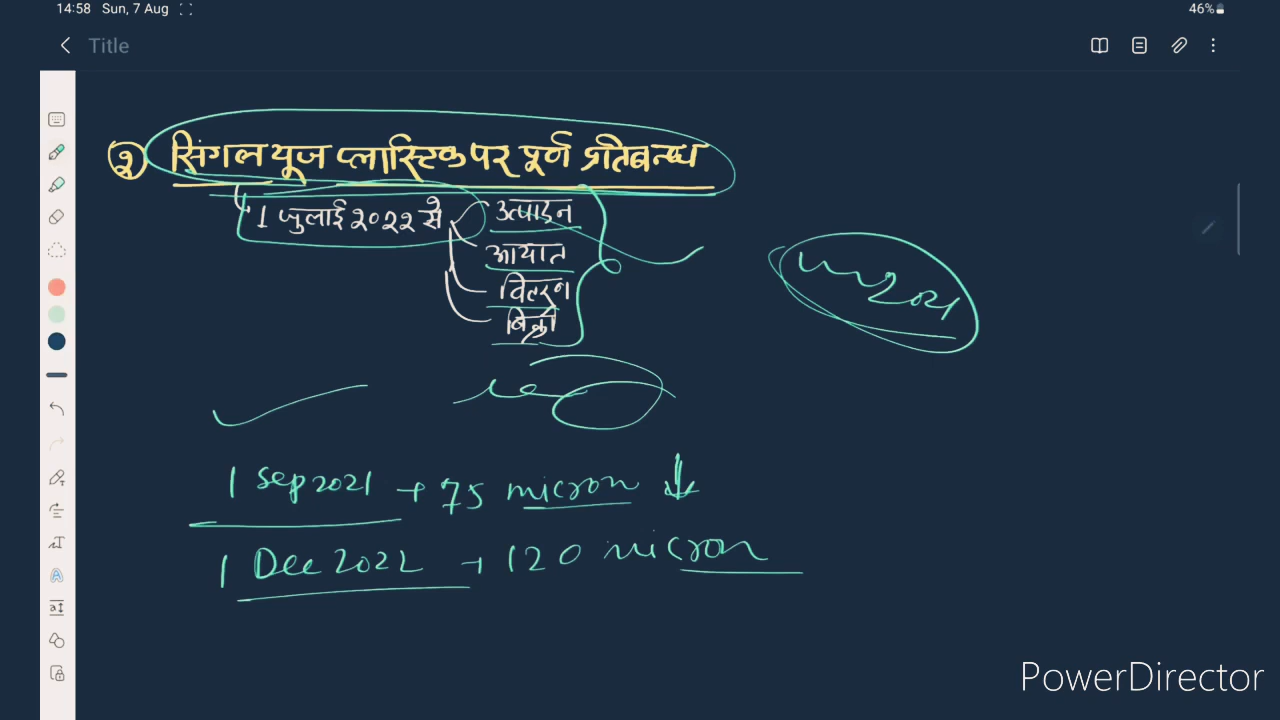 14:58 Sun, 7 Aug
46%
Title
२ सिंगल यूज प्लास्टिक पर पूर्ण प्रतिबन्ध
1 जुलाई 2022 से
उत्पादन
आयात
वितरण
बिक्री
2021
1 Sep 2021 → 75 micron ↓
1 Dec 2022 → 120 micron
PowerDirector